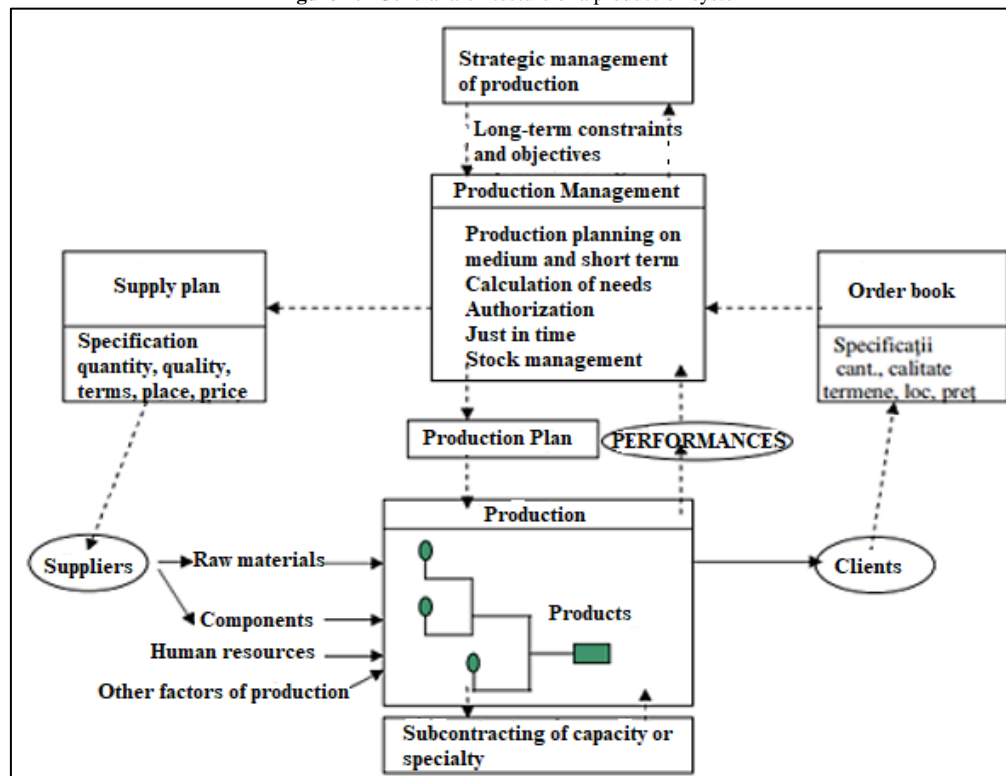 Strategic management
of production
Long-term constraints
and objectives
Production Management
Production planning on
medium and short term
Calculation of needs
Authorization
Just in time
Stock management
Supply plan
Specification
quantity, quality,
terms, place, price
Order book
Specificații
cant., calitate
termene, loc, preț
Production Plan
PERFORMANCES
Production
Suppliers
Raw materials
Components
Human resources
Other factors of production
Products
Clients
Subcontracting of capacity or
specialty